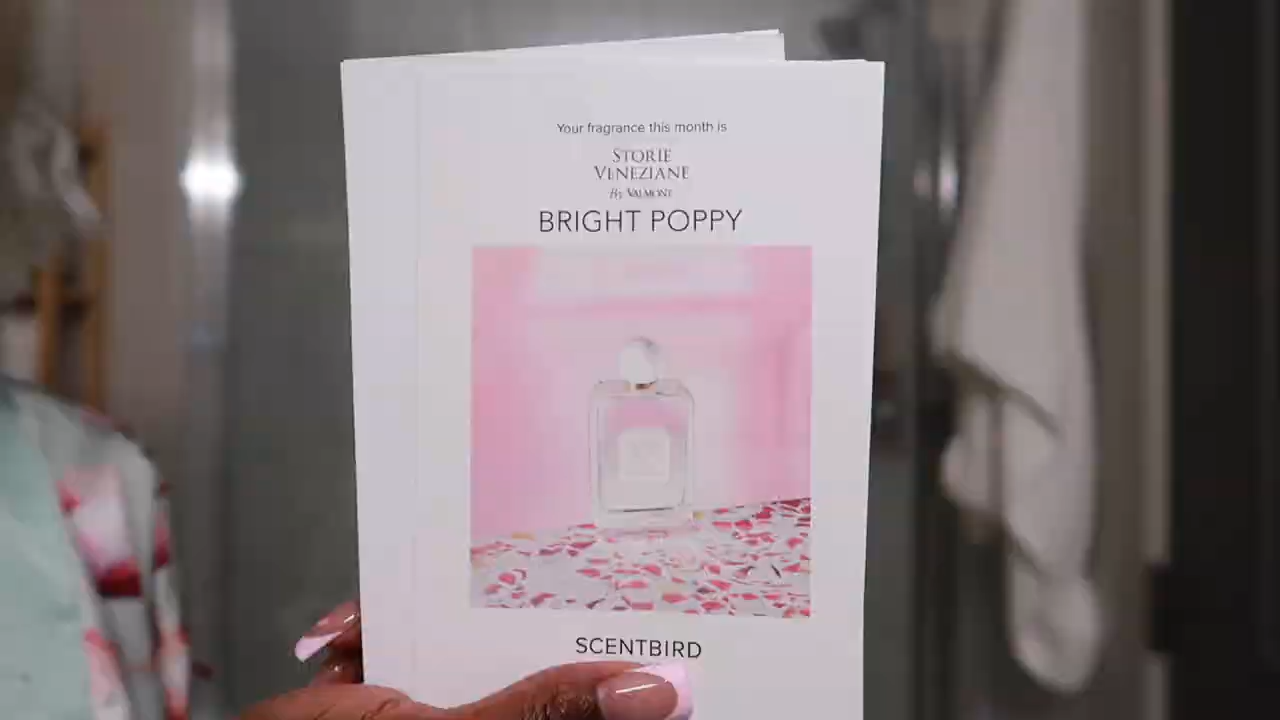 Your fragrance this month is
STORIE
VENEZIANE
By VALMONT
BRIGHT POPPY
SCENTBIRD